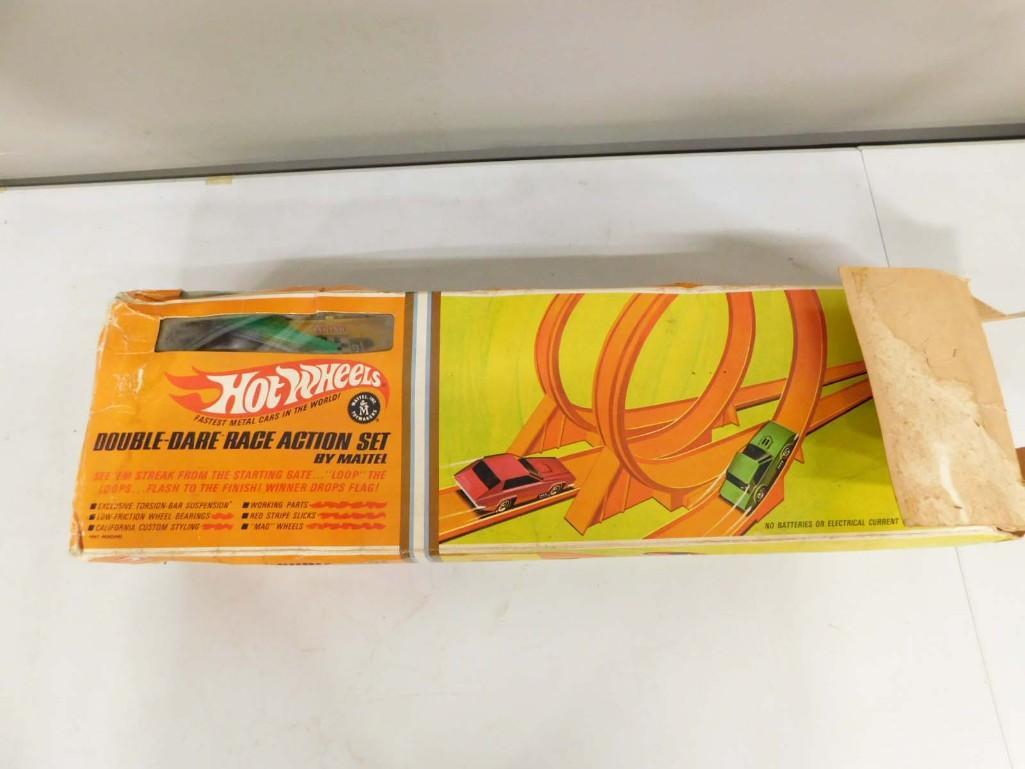 HOT WHEELS
FASTEST METAL CARS IN THE WORLD!
MATTEL, INC.
M
DOUBLE-DARE RACE ACTION SET
BY MATTEL
SEE 'EM STREAK FROM THE STARTING GATE... "LOOP" THE
LOOPS... FLASH TO THE FINISH! WINNER DROPS FLAG!
■ EXCLUSIVE TORSION-BAR SUSPENSION
■ LOW-FRICTION WHEEL BEARINGS
■ CALIFORNIA CUSTOM STYLING
■ WORKING PARTS
■ RED STRIPE SLICKS
■ "MAG" WHEELS
NO BATTERIES OR ELECTRICAL CURRENT